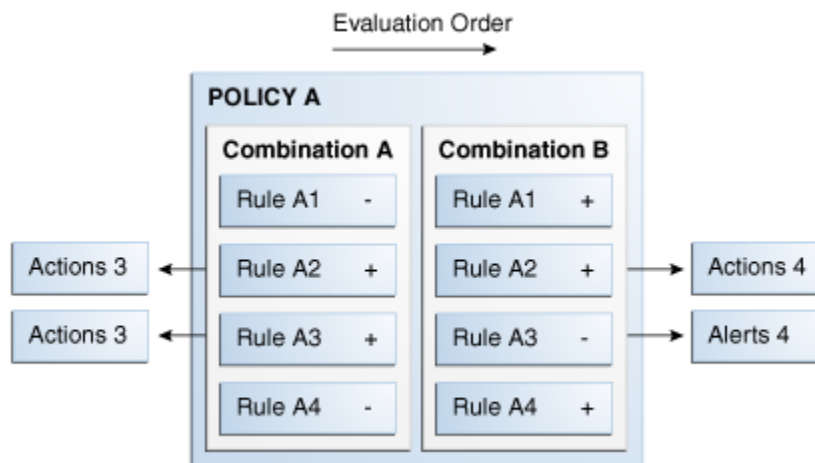 Evaluation Order
POLICY A
Combination A
Rule A1 -
Rule A2 +
Rule A3 +
Rule A4 -
Combination B
Rule A1 +
Rule A2 +
Rule A3 -
Rule A4 +
Actions 3
Actions 3
Actions 4
Alerts 4